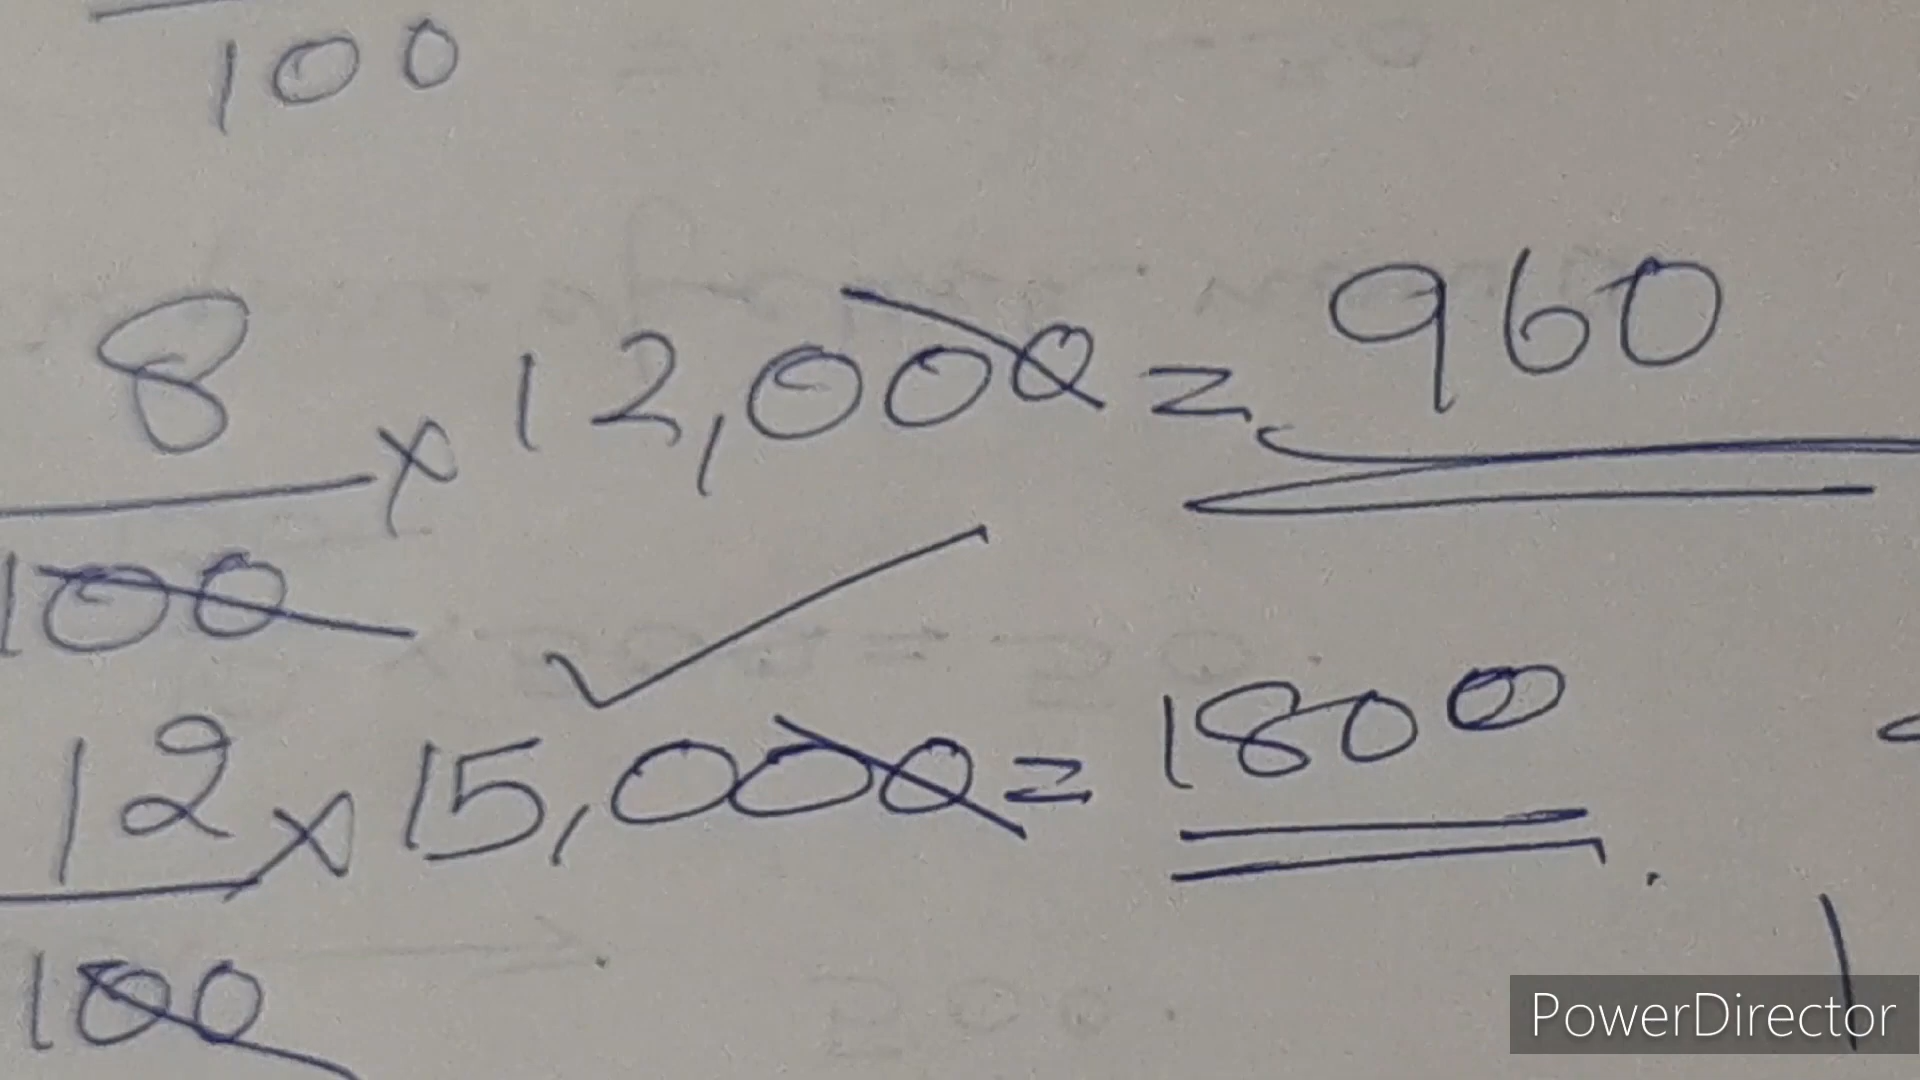 100
8/100 × 12,000 = 960
12/100 × 15,000 = 1800
PowerDirector